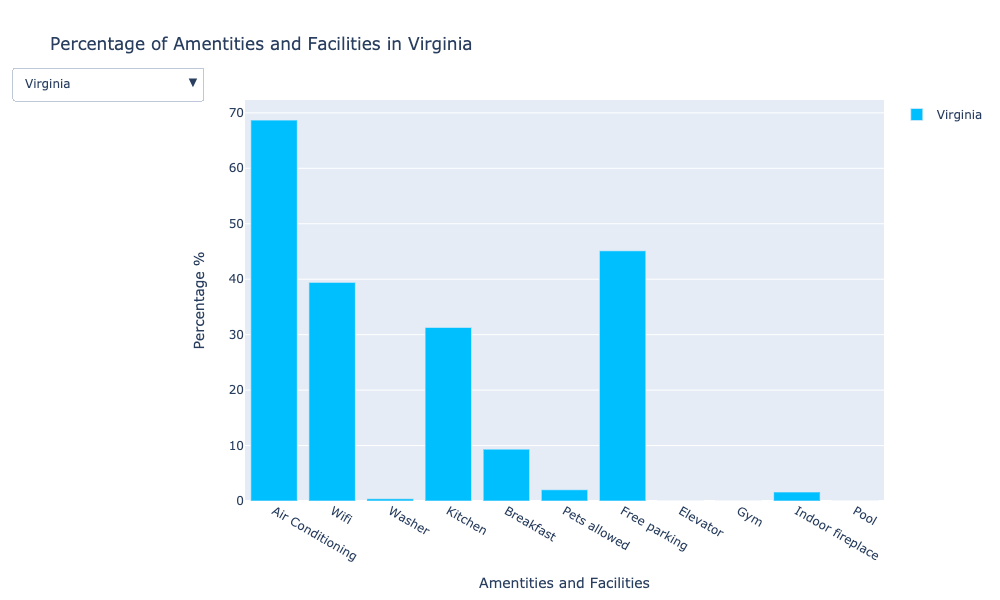 Percentage of Amentities and Facilities in Virginia
Virginia ▼
Virginia
70
60
50
40
30
20
10
0
Percentage %
Air Conditioning
Wifi
Washer
Kitchen
Breakfast
Pets allowed
Free parking
Elevator
Gym
Indoor fireplace
Pool
Amentities and Facilities